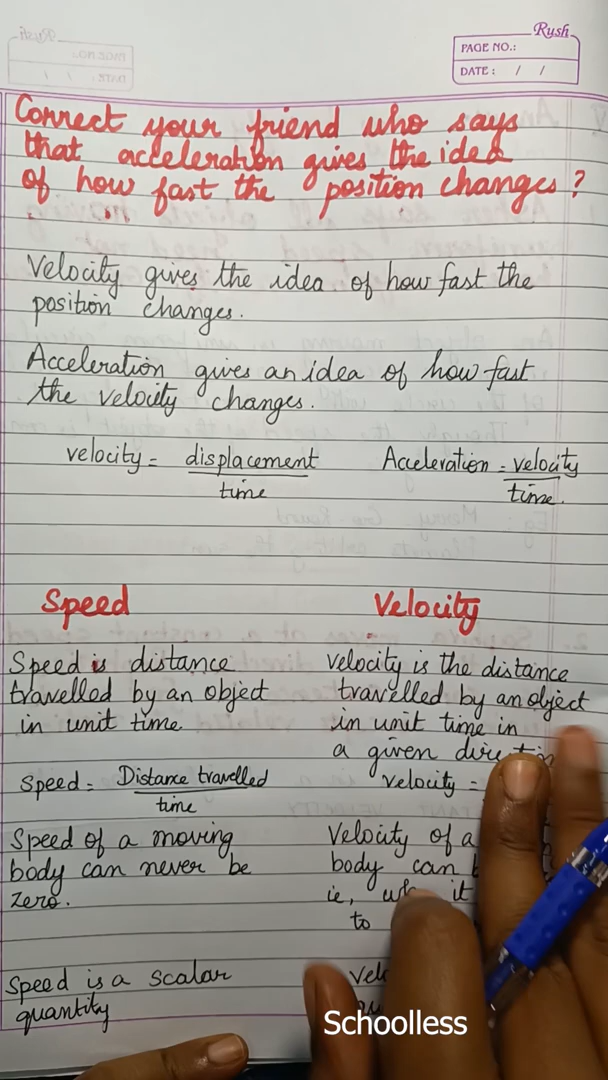 Rush
PAGE NO.:
DATE: / /
Correct your friend who says
that acceleration gives the idea
of how fast the position changes?
Velocity gives the idea of how fast the
position changes.
Acceleration gives an idea of how fast
the velocity changes.
velocity = displacement
time
Acceleration = velocity
time.
Speed
Speed is distance
travelled by an object
in unit time
Speed = Distance travelled
time
Speed of a moving
body can never be
zero.
Speed is a scalar
quantity
Velocity
velocity is the distance
travelled by an object
in unit time in
a given
velocity =
Velocity of a
body can
ie, it
to
Schoolless